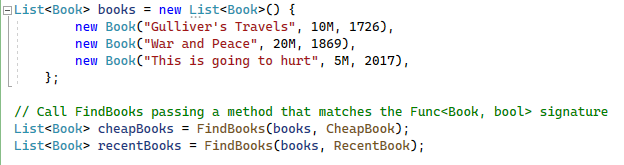 List<Book> books = new List<Book>() {
new Book("Gulliver's Travels", 10M, 1726),
new Book("War and Peace", 20M, 1869),
new Book("This is going to hurt", 5M, 2017),
};
// Call FindBooks passing a method that matches the Func<Book, bool> signature
List<Book> cheapBooks = FindBooks(books, CheapBook);
List<Book> recentBooks = FindBooks(books, RecentBook);